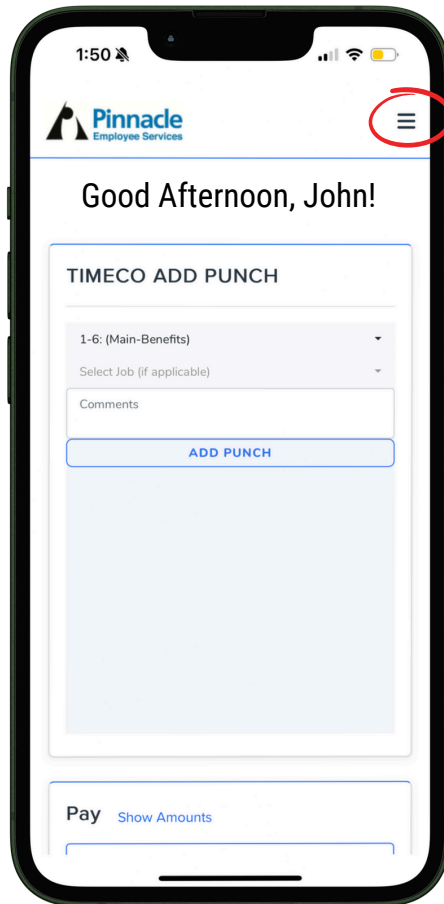 1:50
Pinnacle
Employee Services
Good Afternoon, John!
TIMECO ADD PUNCH
1-6: (Main-Benefits)
Select Job (if applicable)
Comments
ADD PUNCH
Pay Show Amounts